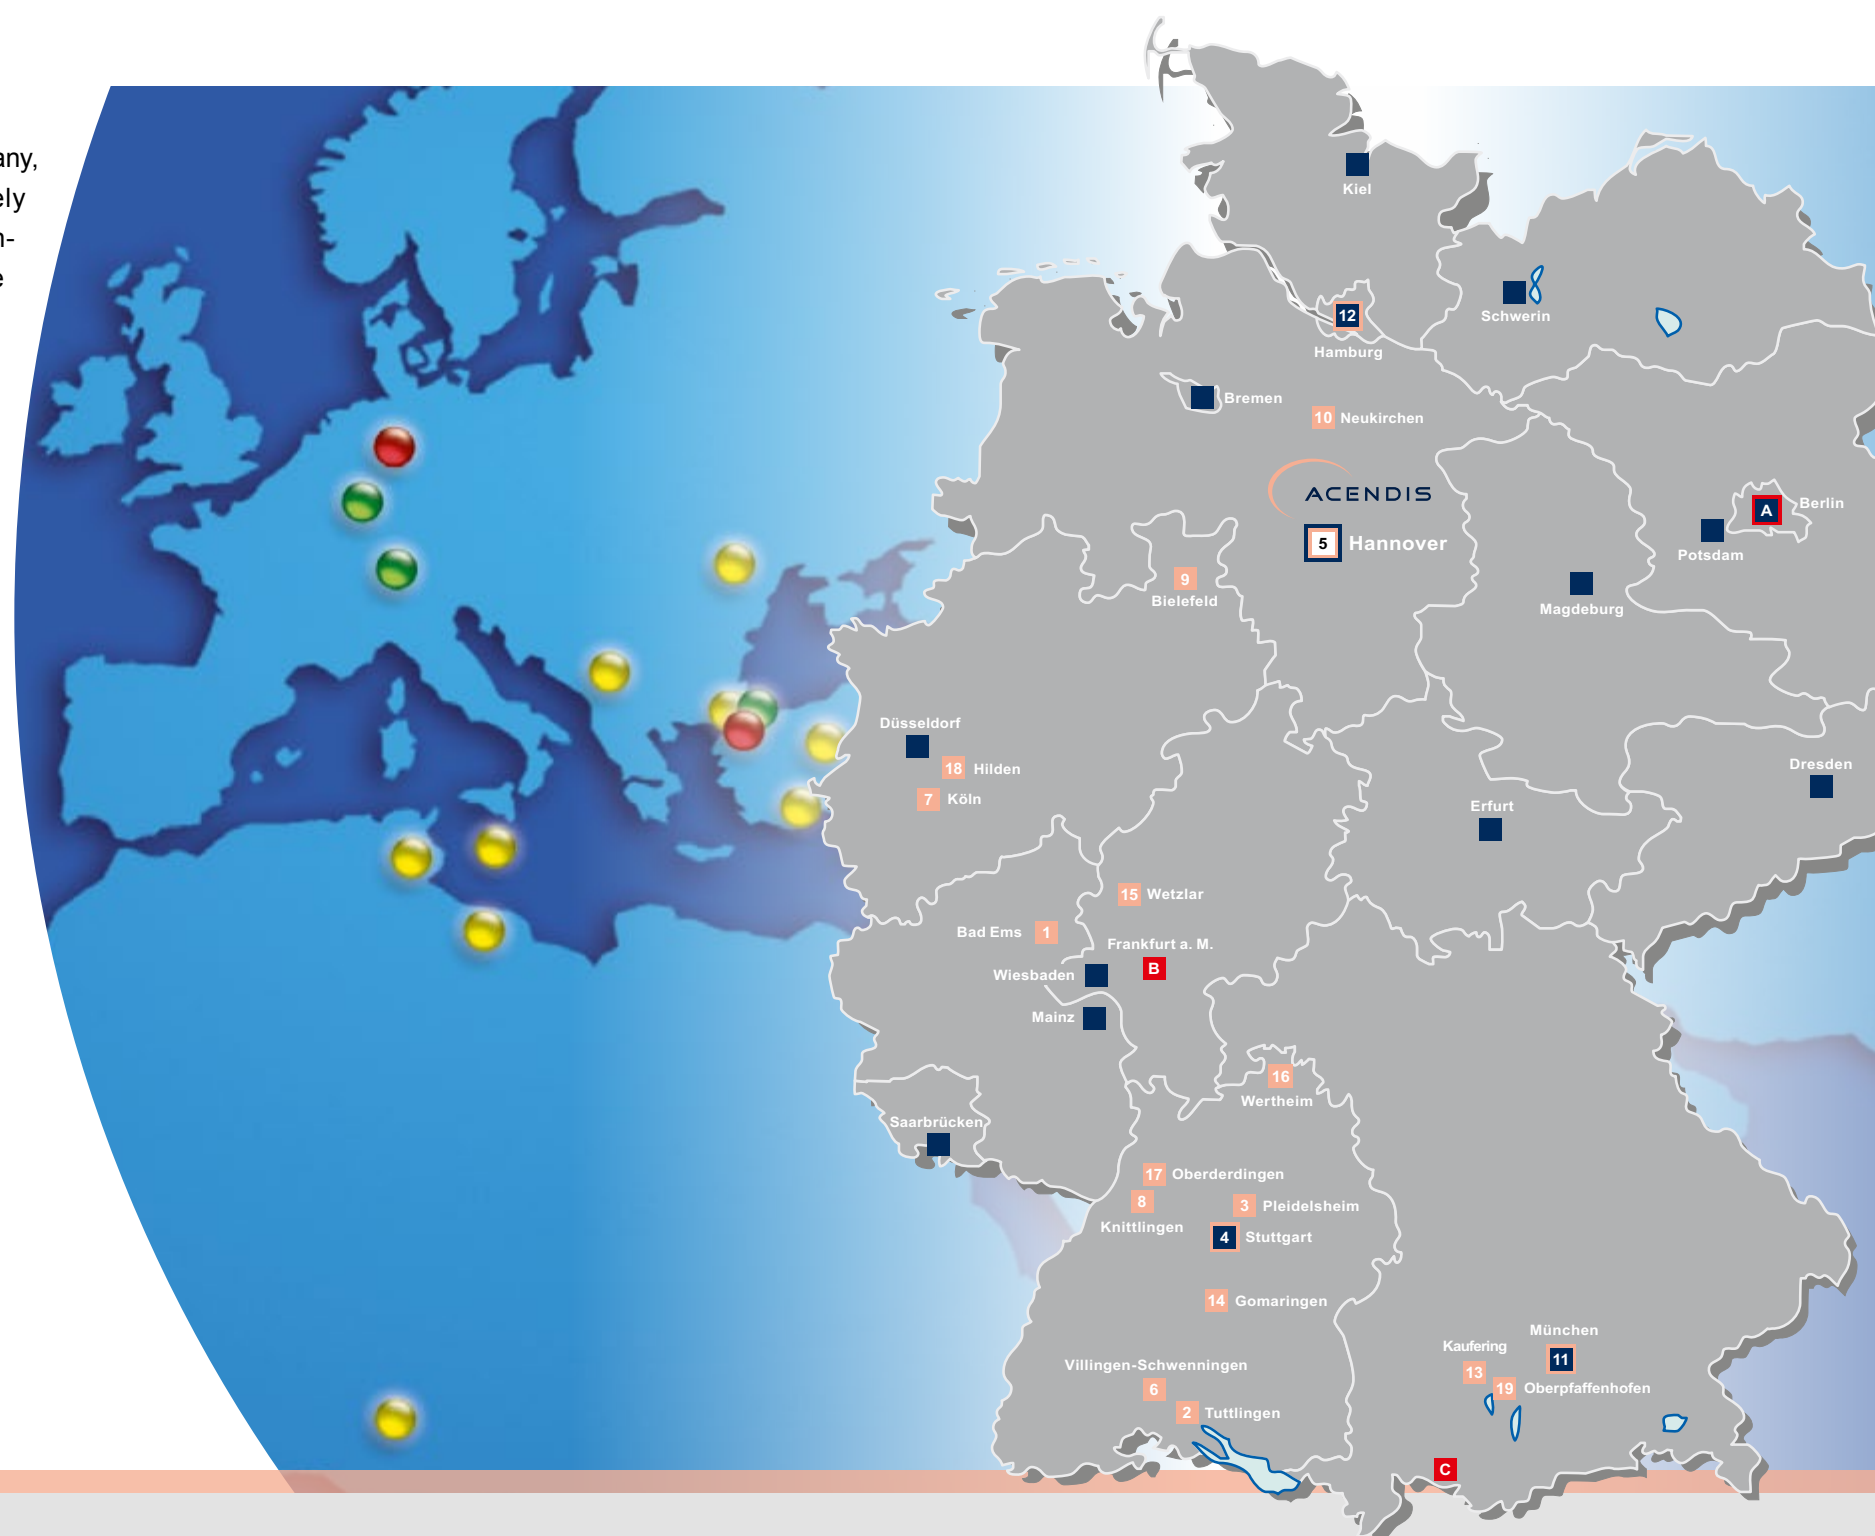 any,
ely
n-
e
Kiel
Schwerin
12
Hamburg
Bremen
10 Neukirchen
ACENDIS
5 Hannover
A Berlin
Potsdam
9
Bielefeld
Magdeburg
Düsseldorf
18 Hilden
7 Köln
Dresden
Erfurt
15 Wetzlar
Bad Ems 1
Frankfurt a. M.
B
Wiesbaden
Mainz
16
Wertheim
Saarbrücken
17 Oberderdingen
8
Knittlingen
3 Pleidelsheim
4 Stuttgart
14 Gomaringen
Villingen-Schwenningen
6
2 Tuttlingen
München
11
Kaufering
13
19 Oberpfaffenhofen
C